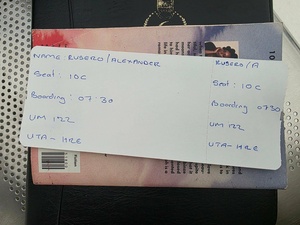 NAME: RUSERO/ALEXANDER
Seat: 10C
Boarding: 07:30
UM 122
UTA-HRE
RUSERO/A
Seat: 10C
Boarding 0730
UM 122
UTA-HRE